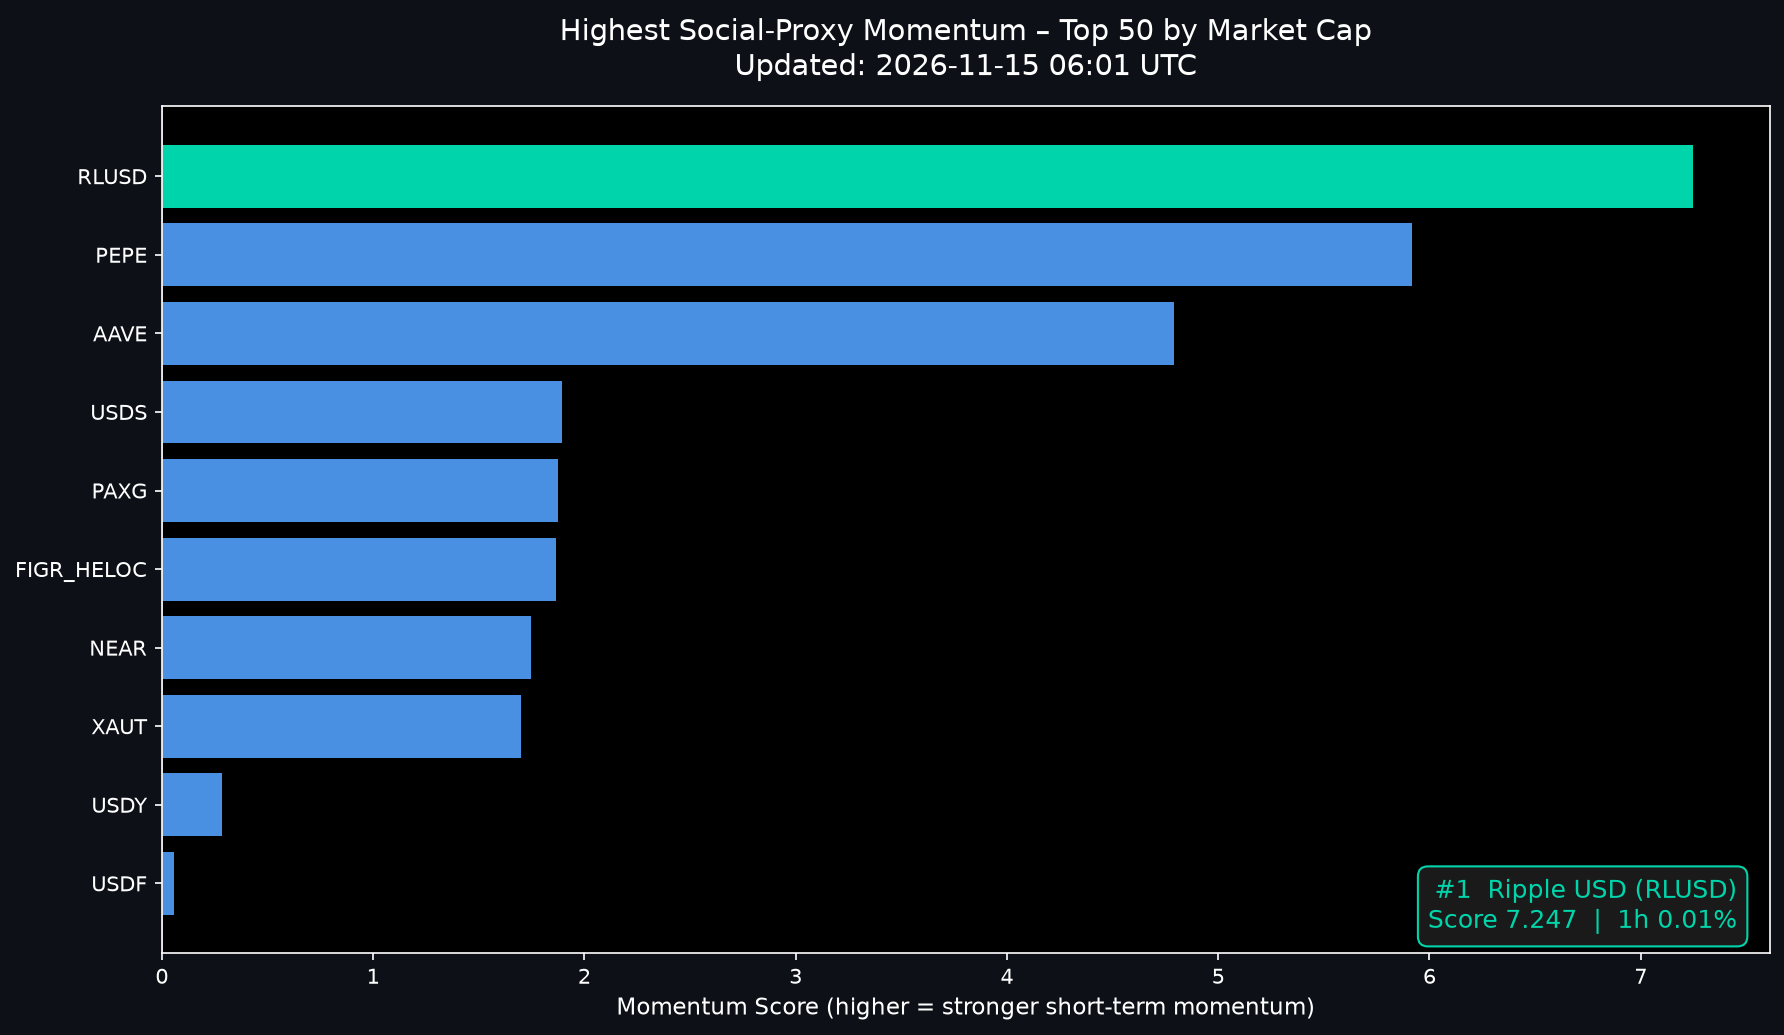 Highest Social-Proxy Momentum – Top 50 by Market Cap
Updated: 2026-11-15 06:01 UTC
RLUSD
PEPE
AAVE
USDS
PAXG
FIGR_HELOC
NEAR
XAUT
USDY
USDF
#1  Ripple USD (RLUSD)
Score 7.247  |  1h 0.01%
0 1 2 3 4 5 6 7
Momentum Score (higher = stronger short-term momentum)